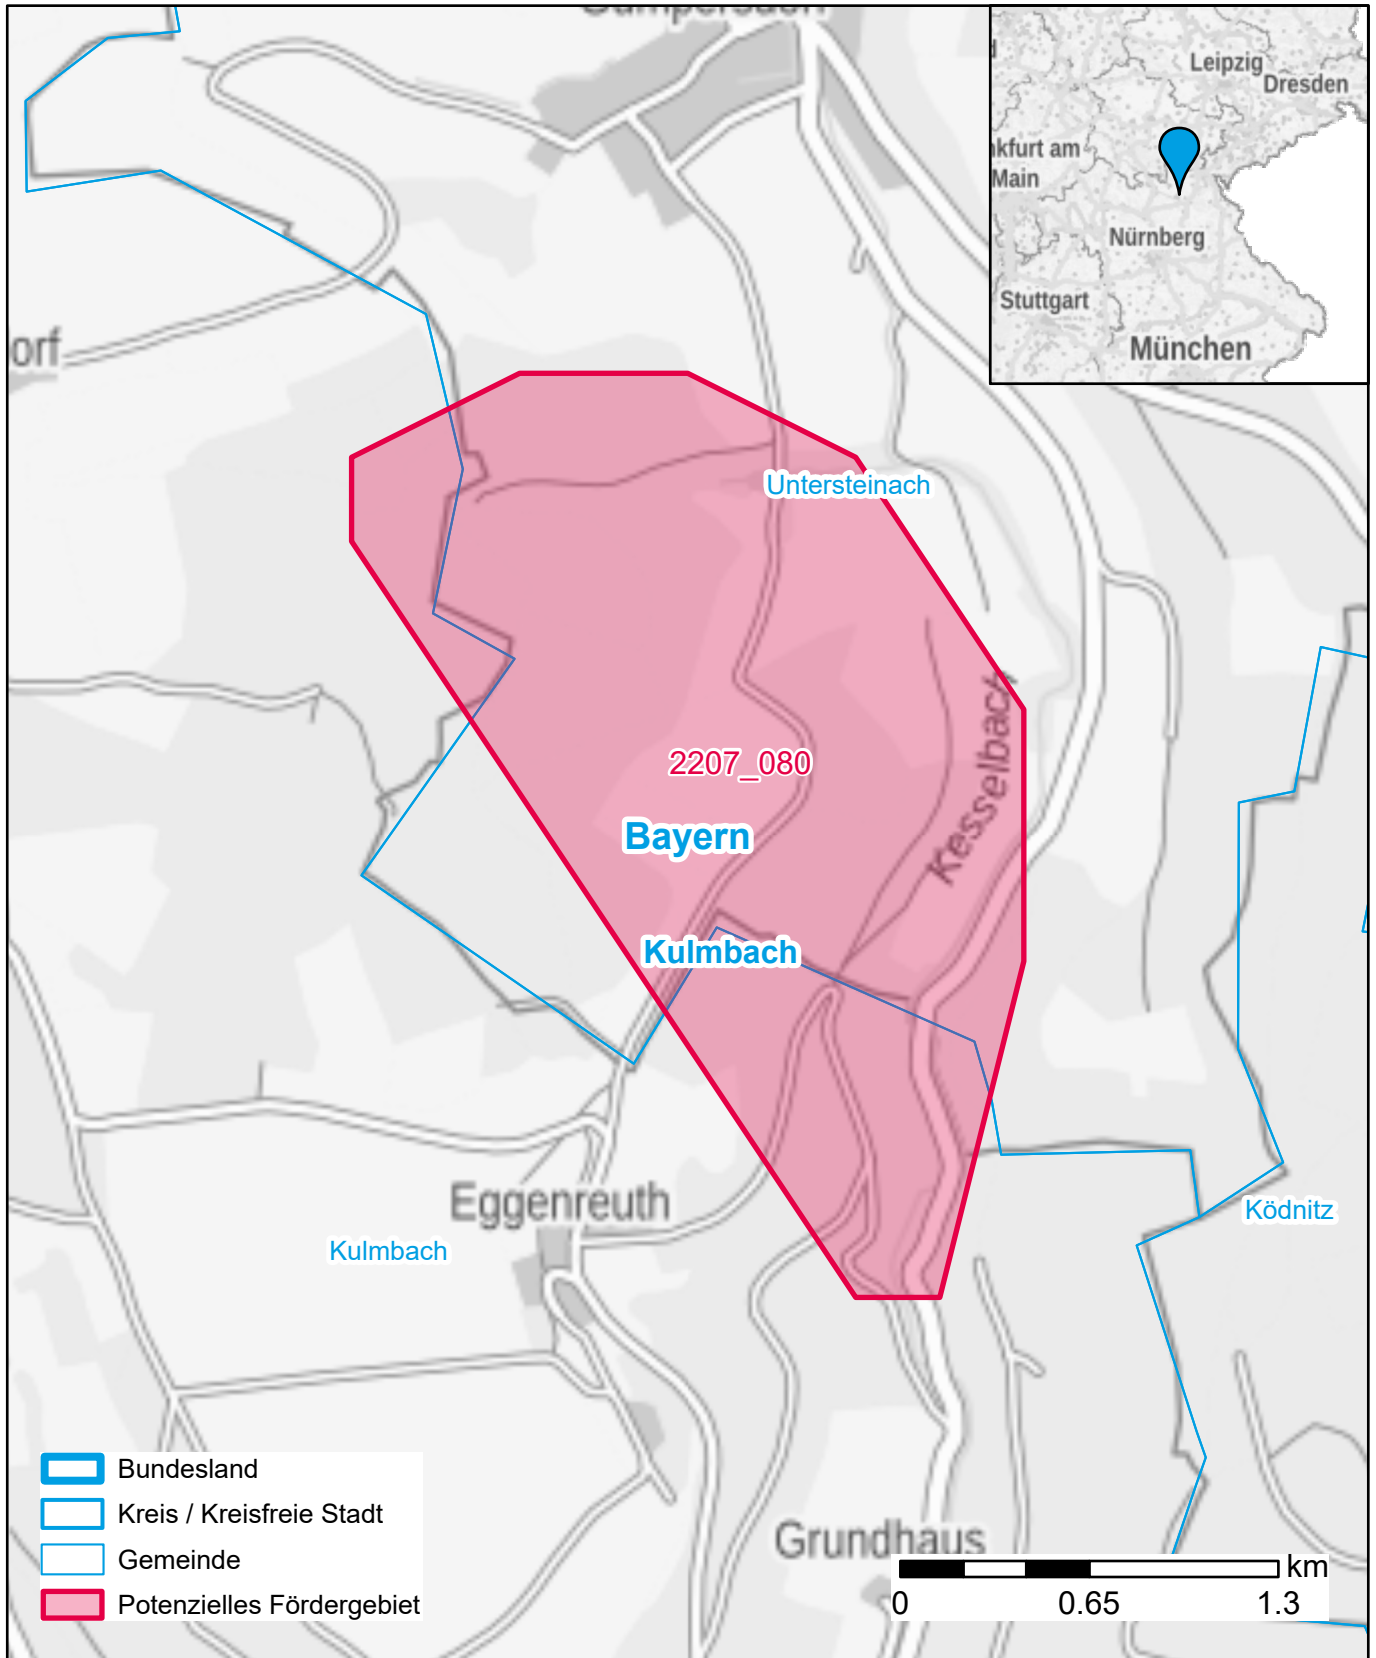 Leipzig
Dresden
kfurt am
Main
Nürnberg
Stuttgart
München
orf
Untersteinach
Kesselbach
2207_080
Bayern
Kulmbach
Eggenreuth
Kulmbach
Ködnitz
Grundhaus
Bundesland
Kreis / Kreisfreie Stadt
Gemeinde
Potenzielles Fördergebiet
km
0 0.65 1.3